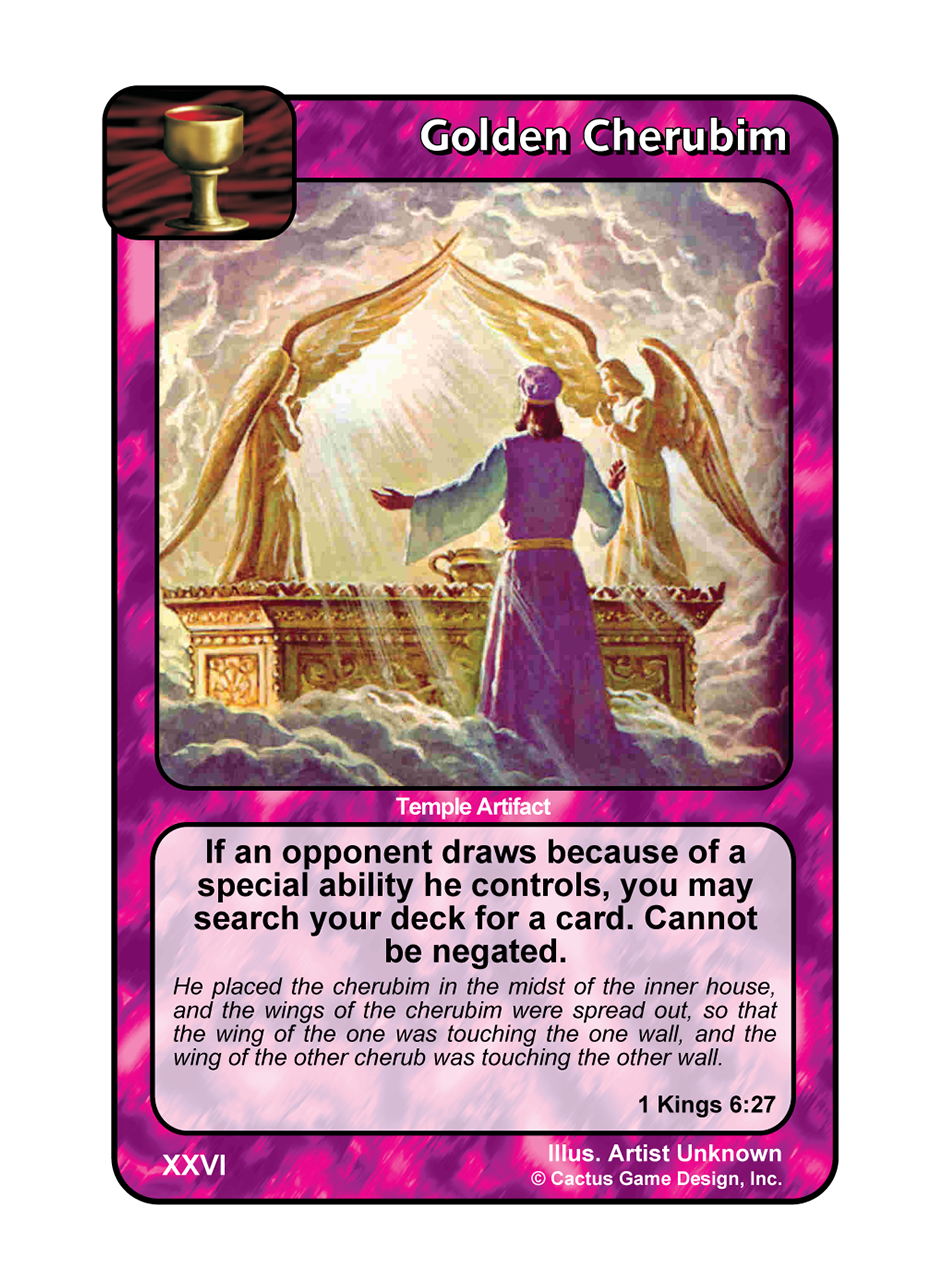 Golden Cherubim
Temple Artifact
If an opponent draws because of a
special ability he controls, you may
search your deck for a card. Cannot
be negated.
He placed the cherubim in the midst of the inner house,
and the wings of the cherubim were spread out, so that
the wing of the one was touching the one wall, and the
wing of the other cherub was touching the other wall.
1 Kings 6:27
XXVI
Illus. Artist Unknown
© Cactus Game Design, Inc.